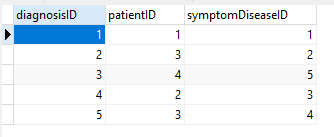 diagnosisID patientID symptomDiseaseID
1 1 1
2 3 2
3 4 5
4 2 3
5 3 4